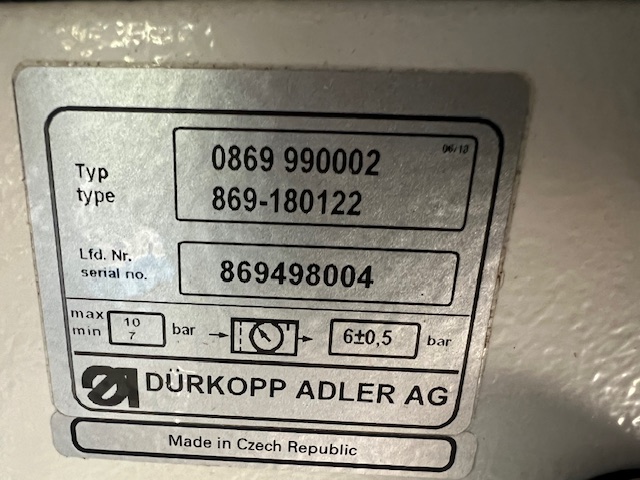 Typ
type
0869 990002
06/13
869-180122
Lfd. Nr.
serial no.
869498004
max
min
10
7
bar
6±0,5
bar
DÜRKOPP ADLER AG
Made in Czech Republic